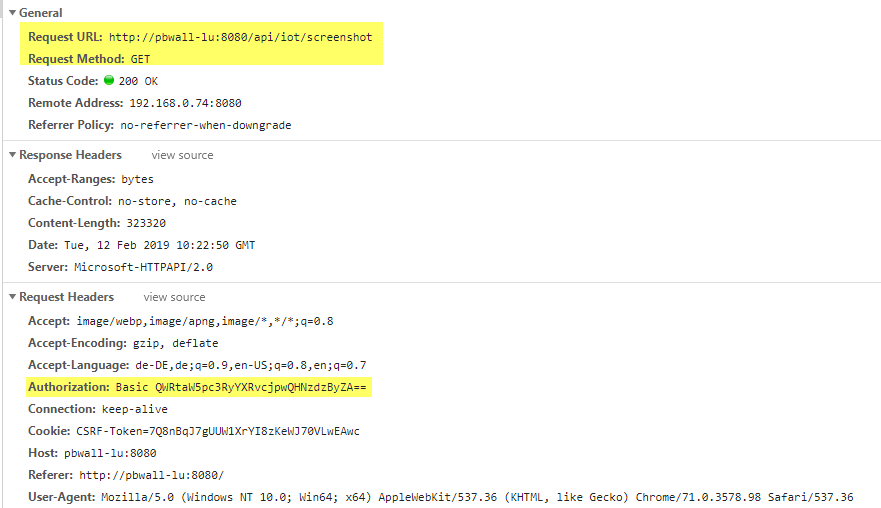 General
Request URL: http://pbwall-lu:8080/api/iot/screenshot
Request Method: GET
Status Code: 200 OK
Remote Address: 192.168.0.74:8080
Referrer Policy: no-referrer-when-downgrade
Response Headers view source
Accept-Ranges: bytes
Cache-Control: no-store, no-cache
Content-Length: 323320
Date: Tue, 12 Feb 2019 10:22:50 GMT
Server: Microsoft-HTTPAPI/2.0
Request Headers view source
Accept: image/webp,image/apng,image/*,*/*;q=0.8
Accept-Encoding: gzip, deflate
Accept-Language: de-DE,de;q=0.9,en-US;q=0.8,en;q=0.7
Authorization: Basic QWRtaW5pc3RyYXRvcjpwQHNzdzByZA==
Connection: keep-alive
Cookie: CSRF-Token=7Q8nBqJ7gUUW1XrYI8zKeWJ70VLwEAwc
Host: pbwall-lu:8080
Referer: http://pbwall-lu:8080/
User-Agent: Mozilla/5.0 (Windows NT 10.0; Win64; x64) AppleWebKit/537.36 (KHTML, like Gecko) Chrome/71.0.3578.98 Safari/537.36